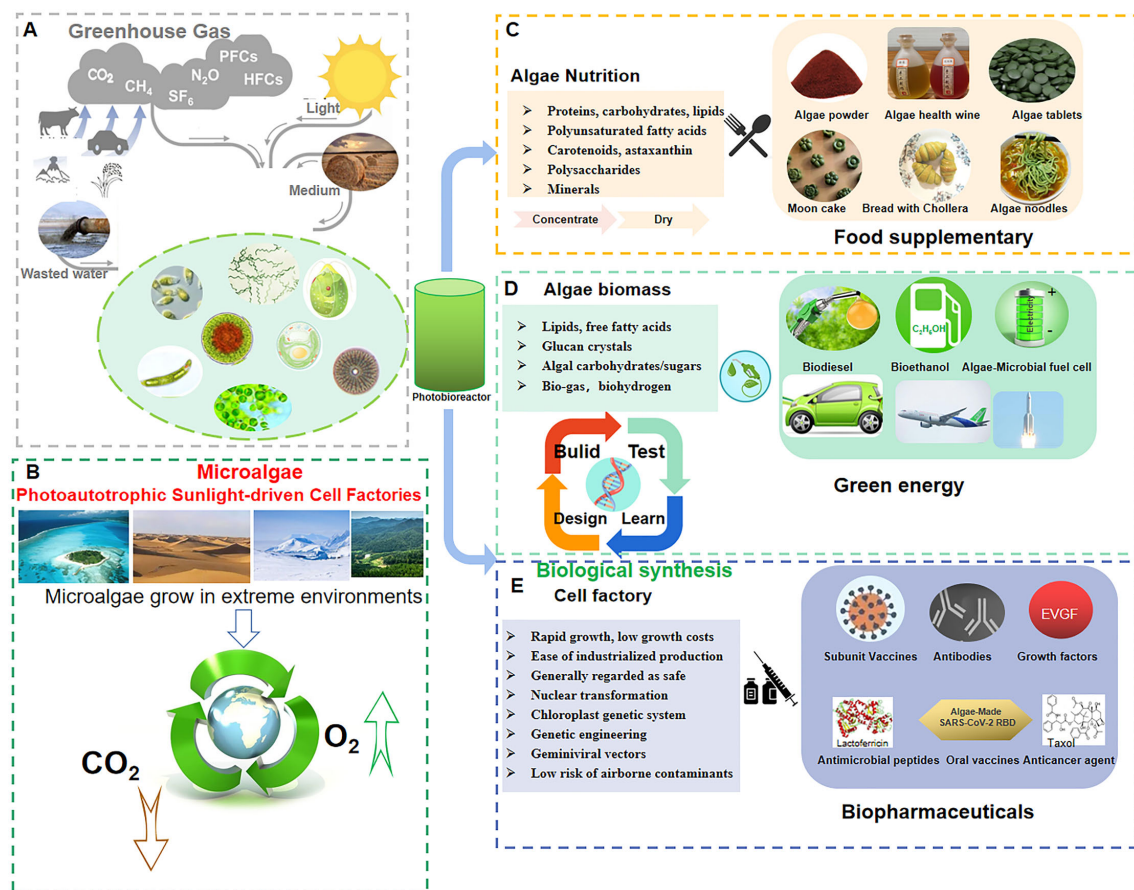 A
Greenhouse Gas
CO2
CH4
SF6
N2O
PFCs
HFCs
Light
Medium
Wasted water
Photobioreactor
B
Microalgae
Photoautrophic Sunlight-driven Cell Factories
Microalgae grow in extreme environments
CO2
O2
C
Algae Nutrition
➢ Proteins, carbohydrates, lipids
➢ Polyunsaturated fatty acids
➢ Carotenoids, astaxanthin
➢ Polysaccharides
➢ Minerals
Concentrate
Dry
Algae powder
Algae health wine
Algae tablets
Moon cake
Bread with Chollera
Algae noodles
Food supplementary
D
Algae biomass
➢ Lipids, free fatty acids
➢ Glucan crystals
➢ Algal carbohydrates/sugars
➢ Bio-gas, biohydrogen
C2H5OH
Electricity
+
-
Biodiesel
Bioethanol
Algae-Microbial fuel cell
Green energy
Bulid
Test
Design
Learn
Biological synthesis
E
Cell factory
➢ Rapid growth, low growth costs
➢ Ease of industrialized production
➢ Generally regarded as safe
➢ Nuclear transformation
➢ Chloroplast genetic system
➢ Genetic engineering
➢ Geminiviral vectors
➢ Low risk of airborne contaminants
EVGF
Subunit Vaccines
Antibodies
Growth factors
Lactoferricin
Algae-Made
SARS-CoV-2 RBD
Taxol
Antimicrobial peptides
Oral vaccines
Anticancer agent
Biopharmaceuticals